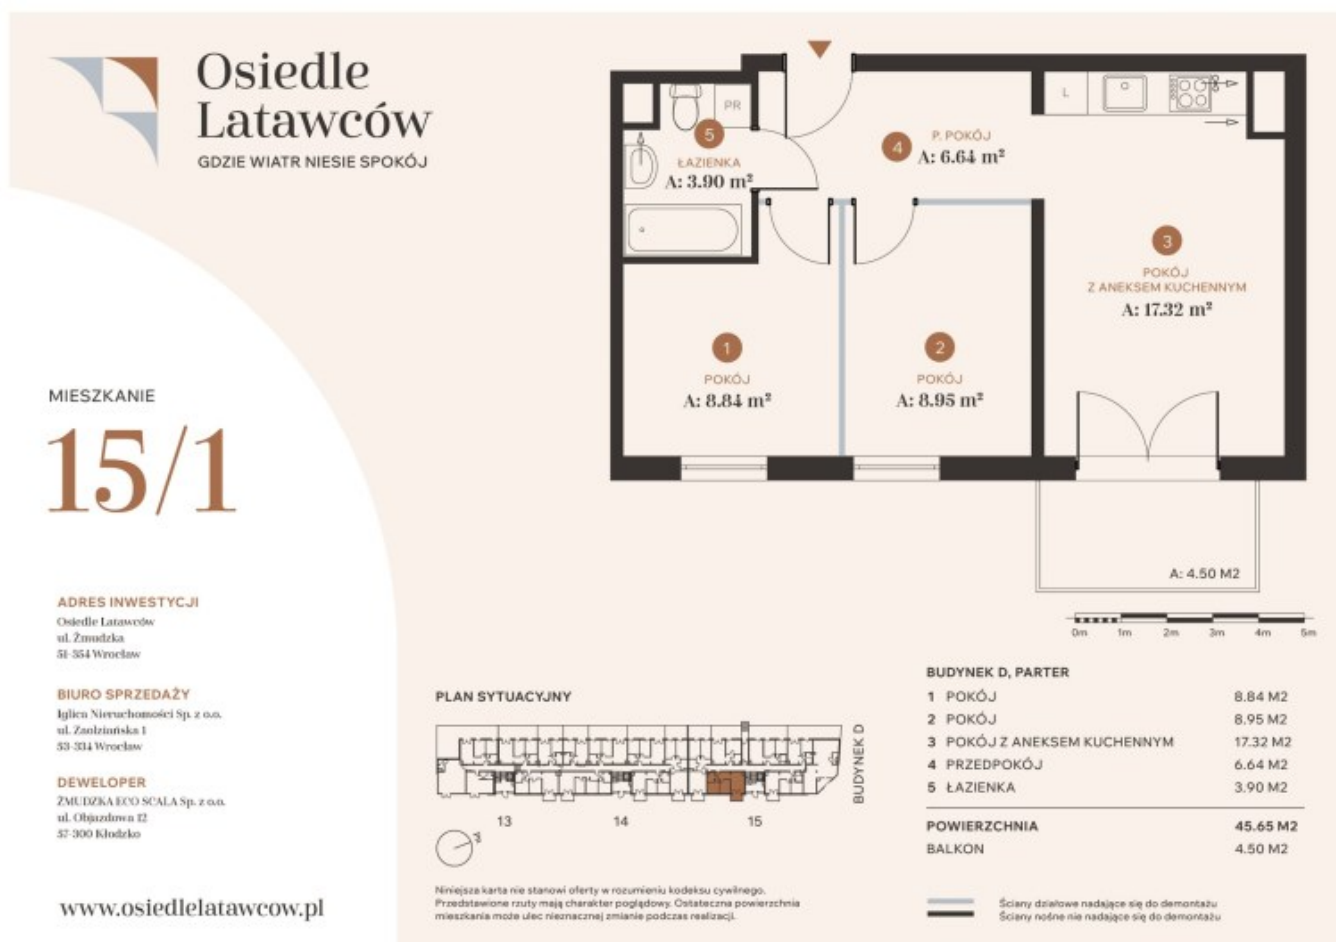 Osiedle
Latawców
GDZIE WIATR NIESIE SPOKÓJ
MIESZKANIE
15/1
ADRES INWESTYCJI
Osiedle Latawców
ul. Żmudzka
51-354 Wrocław
BIURO SPRZEDAŻY
Iglica Nieruchomości Sp. z o.o.
ul. Zaolziańska 1
53-334 Wrocław
DEWELOPER
ŻMUDZKA ECO SCALA Sp. z o.o.
ul. Objazdowa 12
57-300 Kłodzko
www.osiedlelatawcow.pl
PR
5
ŁAZIENKA
A: 3.90 m²
4
P. POKÓJ
A: 6.64 m²
L
3
POKÓJ
Z ANEKSEM KUCHENNYM
A: 17.32 m²
1
POKÓJ
A: 8.84 m²
2
POKÓJ
A: 8.95 m²
A: 4.50 M2
0m 1m 2m 3m 4m 5m
PLAN SYTUACYJNY
BUDYNEK D
13 14 15
N
Niniejsza karta nie stanowi oferty w rozumieniu kodeksu cywilnego.
Przedstawione rzuty mają charakter poglądowy. Ostateczna powierzchnia
mieszkania może ulec nieznacznej zmianie podczas realizacji.
BUDYNEK D, PARTER
1 POKÓJ 8.84 M2
2 POKÓJ 8.95 M2
3 POKÓJ Z ANEKSEM KUCHENNYM 17.32 M2
4 PRZEDPOKÓJ 6.64 M2
5 ŁAZIENKA 3.90 M2
POWIERZCHNIA 45.65 M2
BALKON 4.50 M2
Ściany działowe nadające się do demontażu
Ściany nośne nie nadające się do demontażu